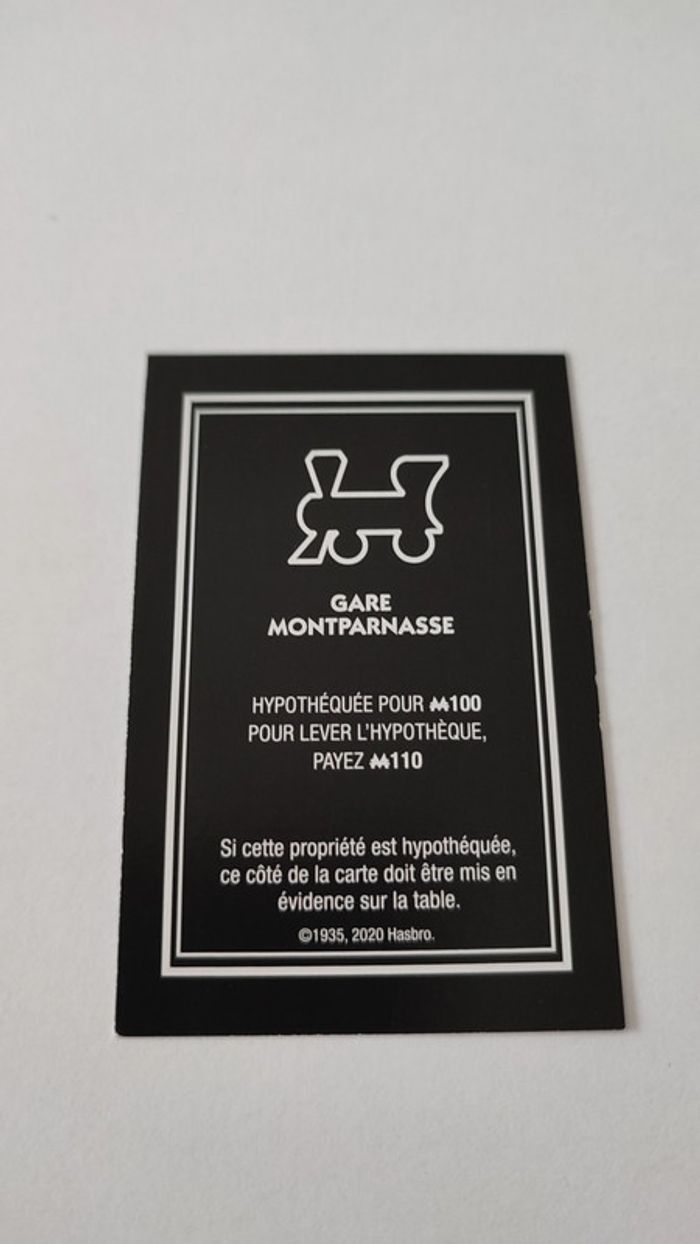 GARE
MONTPARNASSE
HYPOTHÉQUÉE POUR ₩100
POUR LEVER L'HYPOTHÈQUE,
PAYEZ ₩110
Si cette propriété est hypothéquée,
ce côté de la carte doit être mis en
évidence sur la table.
©1935, 2020 Hasbro.